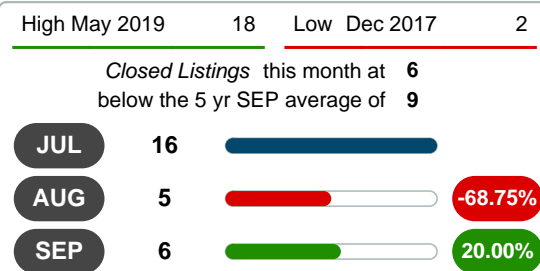 High May 2019 18 Low Dec 2017 2
Closed Listings this month at 6
below the 5 yr SEP average of 9
JUL 16
AUG 5 -68.75%
SEP 6 20.00%